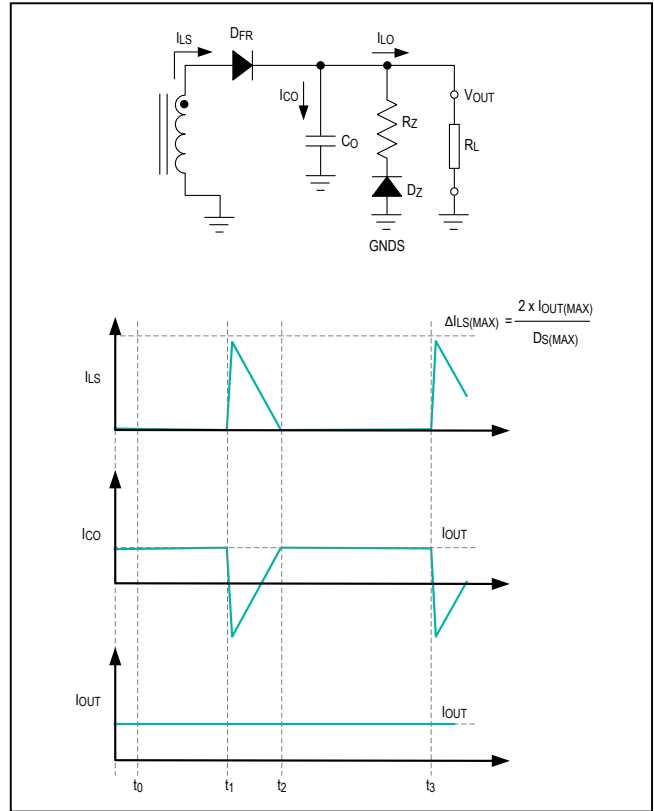 ILS
DFR
ILO
ICO
CO
RZ
DZ
GNDS
VOUT
RL
ΔILS(MAX) = 2 x IOUT(MAX) / DS(MAX)
ILS
ICO
IOUT
IOUT
IOUT
t0
t1
t2
t3